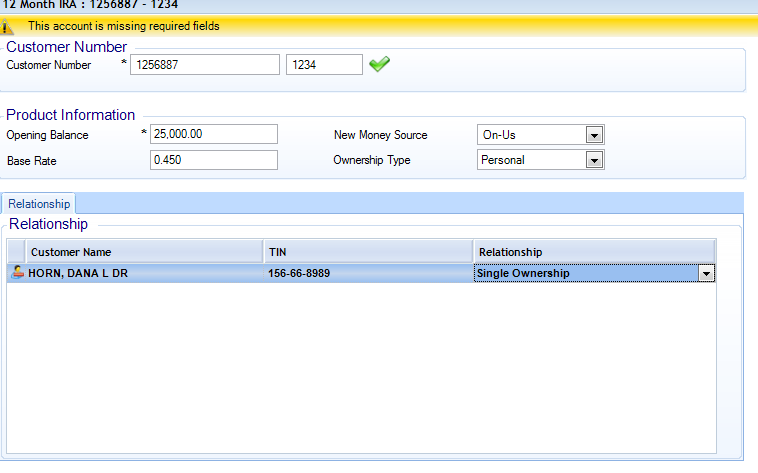 12 Month IRA : 1256887 - 1234
This account is missing required fields
Customer Number
Customer Number * 1256887 1234
Product Information
Opening Balance * 25,000.00 New Money Source On-Us
Base Rate 0.450 Ownership Type Personal
Relationship
Relationship
Customer Name TIN Relationship
HORN, DANA L DR 156-66-8989 Single Ownership